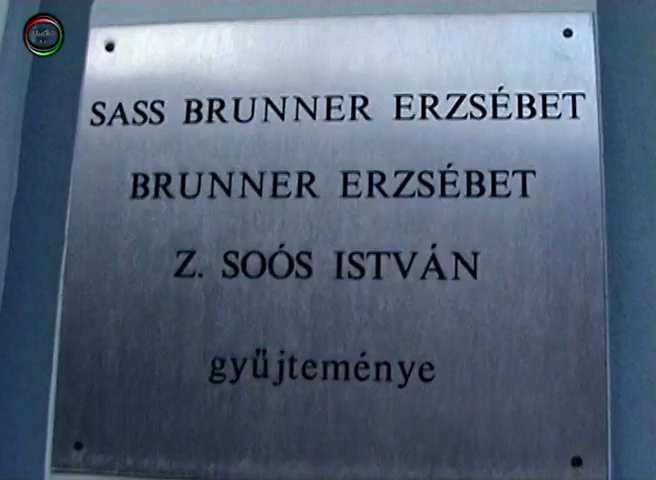 SASS BRUNNER ERZSÉBET
BRUNNER ERZSÉBET
Z. SOÓS ISTVÁN
gyűjteménye